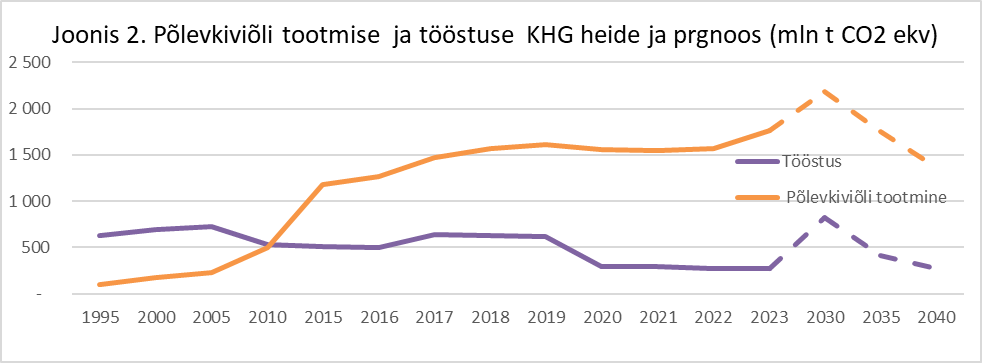 Joonis 2. Põlevkiviõli tootmise ja tööstuse KHG heide ja prgnoos (mln t CO2 ekv)
2 500
2 000
1 500
1 000
500
-
Tööstus
Põlevkiviõli tootmine
1995 2000 2005 2010 2015 2016 2017 2018 2019 2020 2021 2022 2023 2030 2035 2040